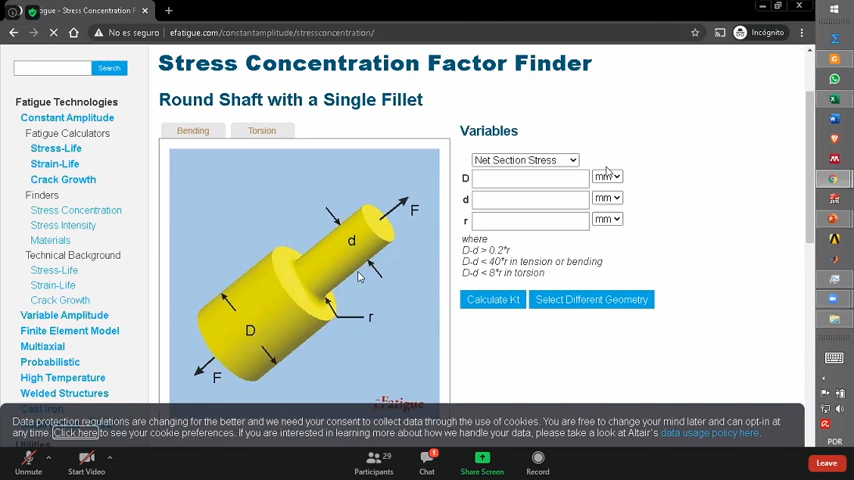 fatigue - Stress Concentration F
No es seguro | efatigue.com/constantamplitude/stressconcentration/
Incógnito
Search
Stress Concentration Factor Finder
Round Shaft with a Single Fillet
Fatigue Technologies
Constant Amplitude
Fatigue Calculators
Stress-Life
Strain-Life
Crack Growth
Finders
Stress Concentration
Stress Intensity
Materials
Technical Background
Stress-Life
Strain-Life
Crack Growth
Variable Amplitude
Finite Element Model
Multiaxial
Probabilistic
High Temperature
Welded Structures
Cast Iron
Bending
Torsion
F
d
D
r
F
eFatigue
Variables
Net Section Stress
D mm
d mm
r mm
where
D-d > 0.2*r
D-d < 40*r in tension or bending
D-d < 8*r in torsion
Calculate Kt
Select Different Geometry
Data protection regulations are changing for the better and we need your consent to collect data through the use of cookies. You are free to change your mind later and can opt-in at
any time. Click here to see your cookie preferences. If you are interested in learning more about how we handle your data, please take a look at Altair's data usage policy here.
Unmute
Start Video
29
Participants
1
Chat
Share Screen
Record
Leave
POR